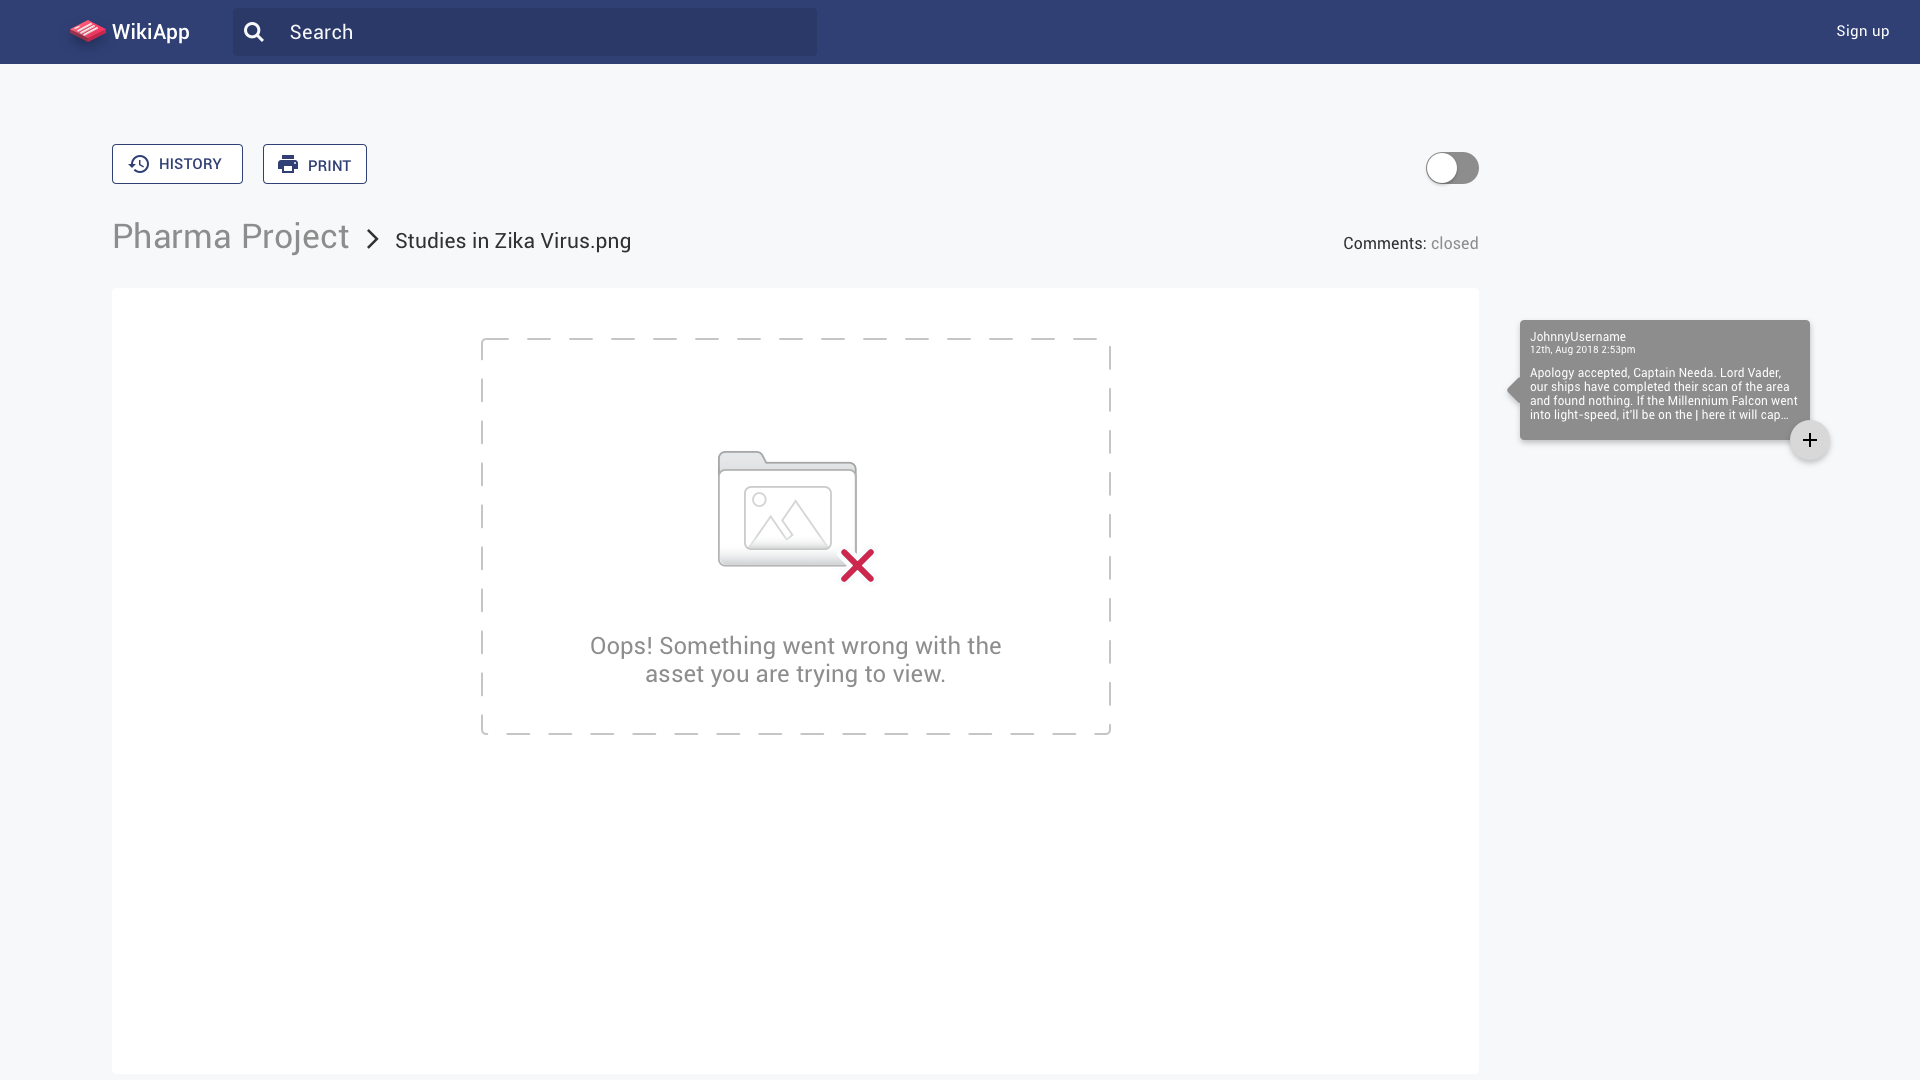 WikiApp
Search
Sign up
HISTORY
PRINT
Pharma Project
Studies in Zika Virus.png
Comments: closed
JohnnyUsername
12th, Aug 2018 2:53pm
Apology accepted, Captain Needa. Lord Vader,
our ships have completed their scan of the area
and found nothing. If the Millennium Falcon went
into light-speed, it'll be on the | here it will cap...
Oops! Something went wrong with the
asset you are trying to view.